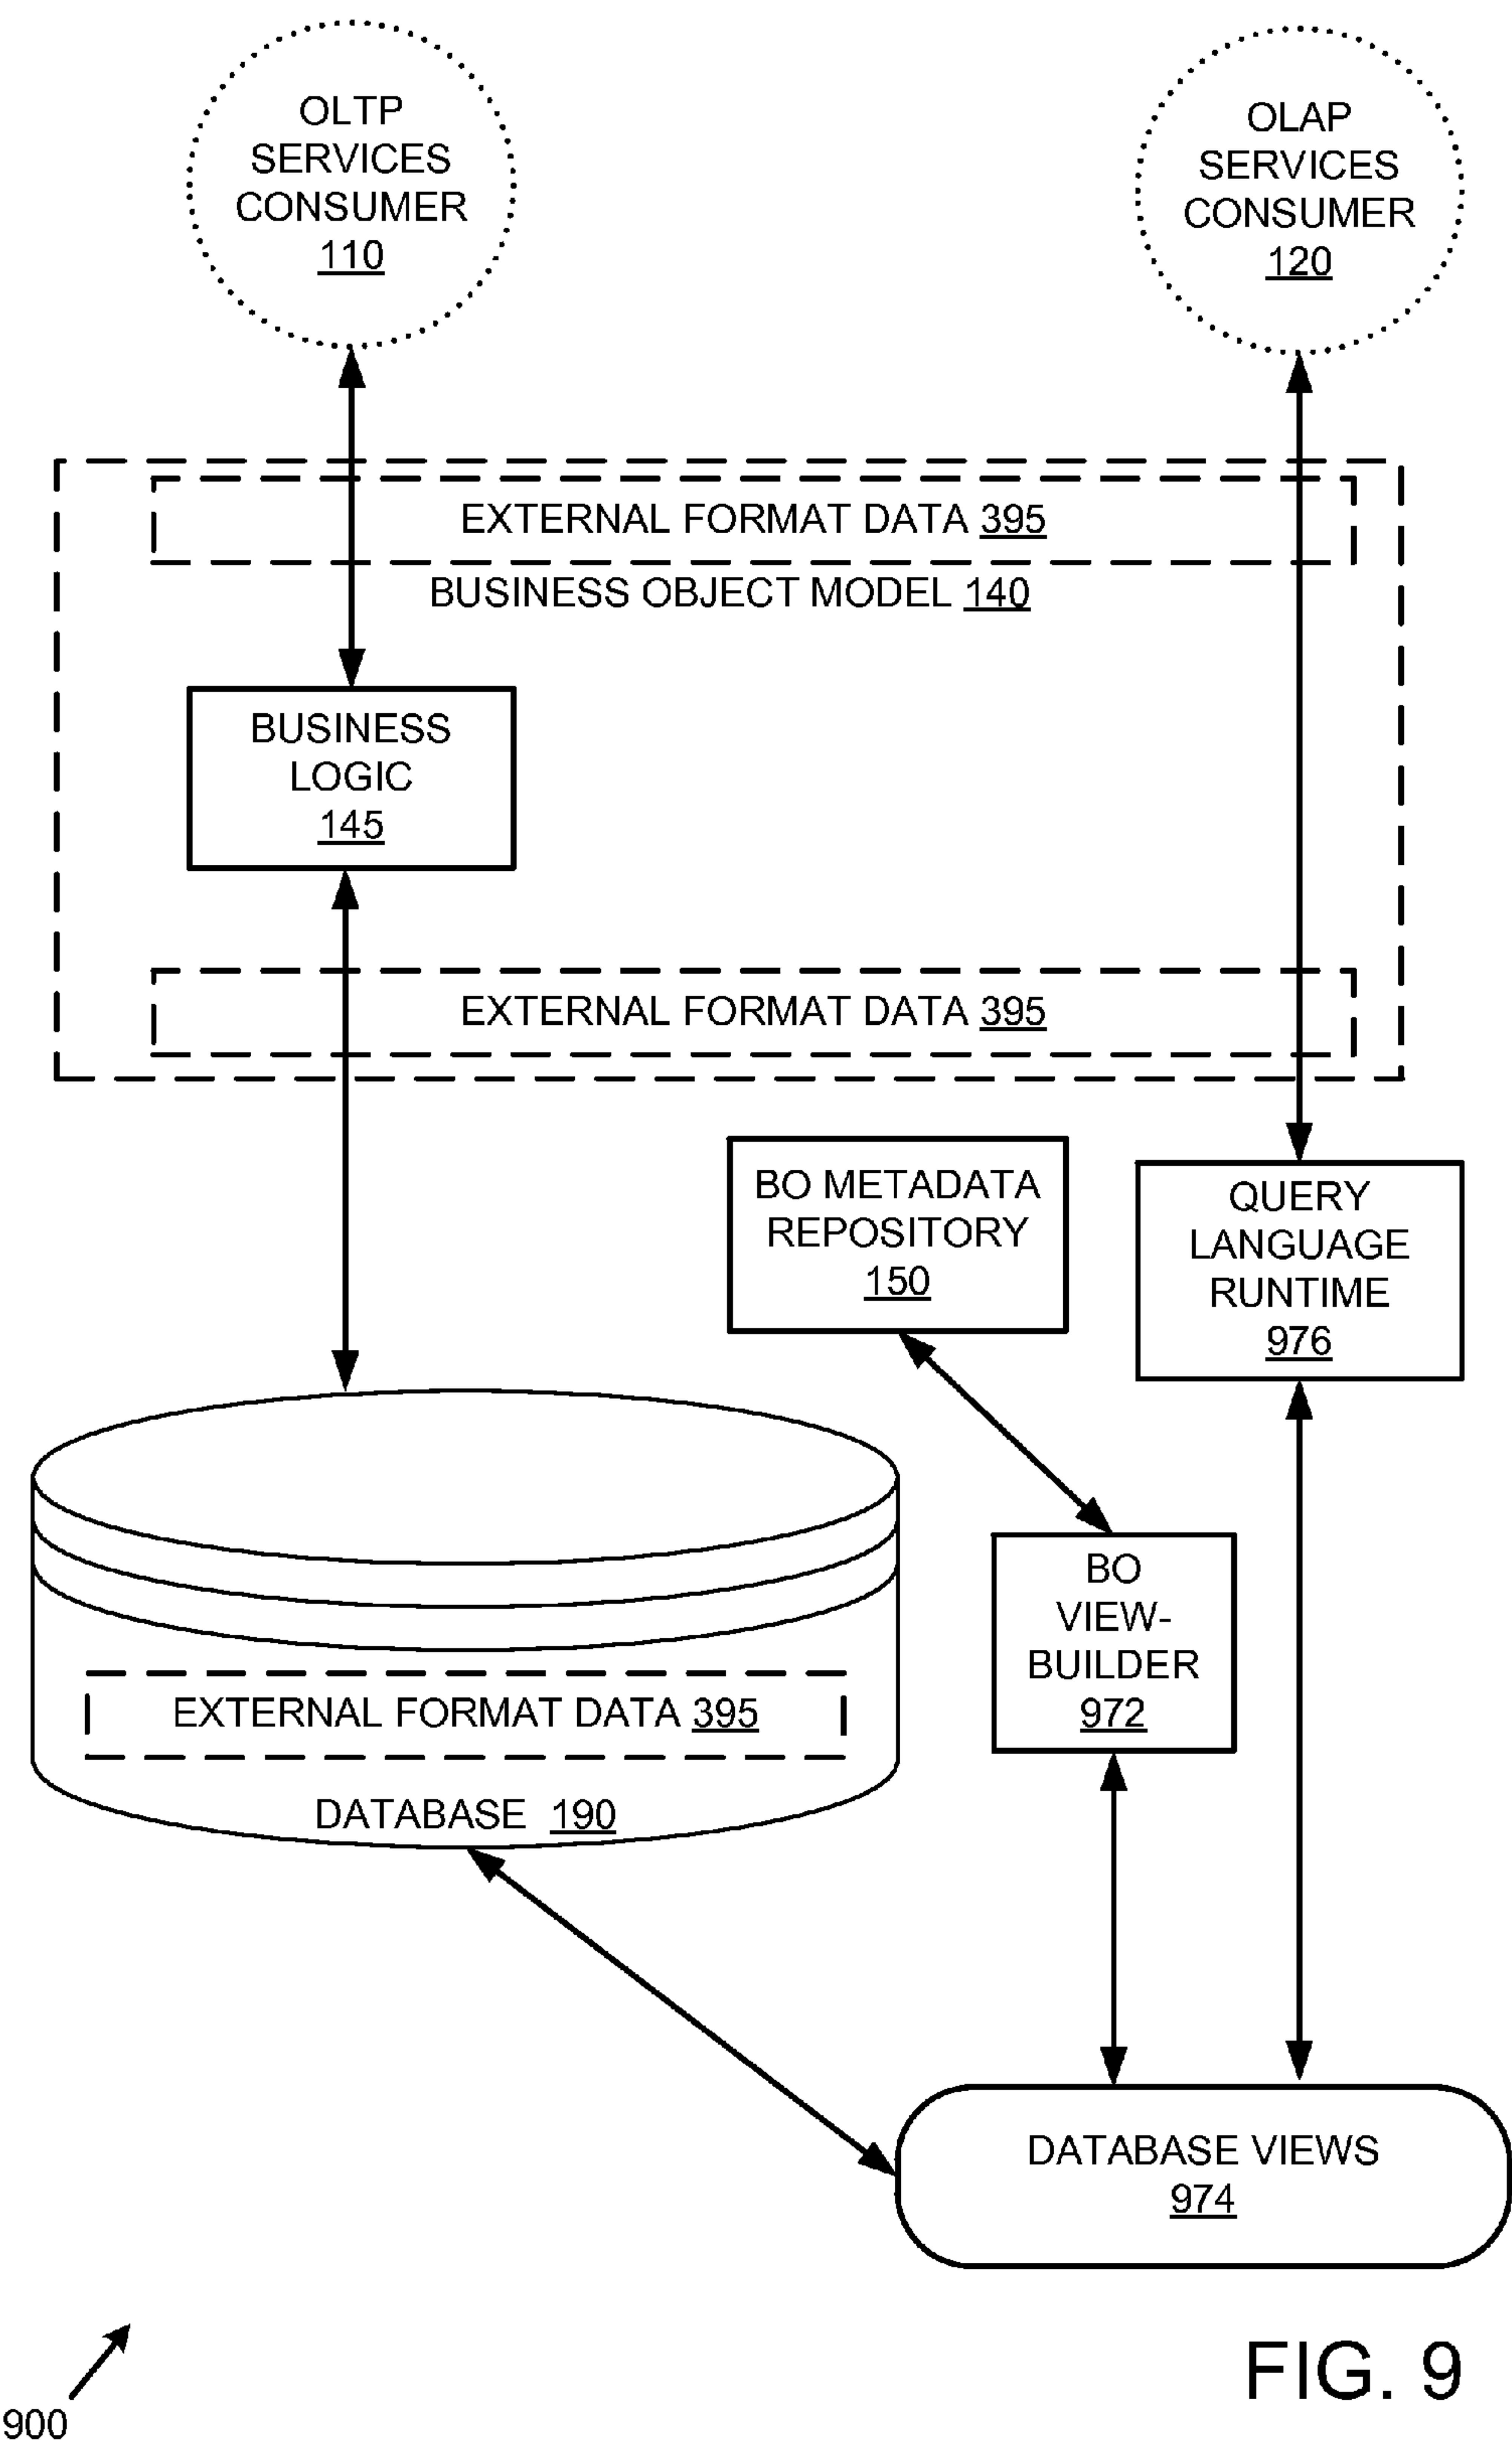 OLTP
SERVICES
CONSUMER
110
OLAP
SERVICES
CONSUMER
120
EXTERNAL FORMAT DATA 395
BUSINESS OBJECT MODEL 140
BUSINESS
LOGIC
145
EXTERNAL FORMAT DATA 395
BO METADATA
REPOSITORY
150
QUERY
LANGUAGE
RUNTIME
976
BO
VIEW-
BUILDER
972
EXTERNAL FORMAT DATA 395
DATABASE 190
DATABASE VIEWS
974
900
FIG. 9